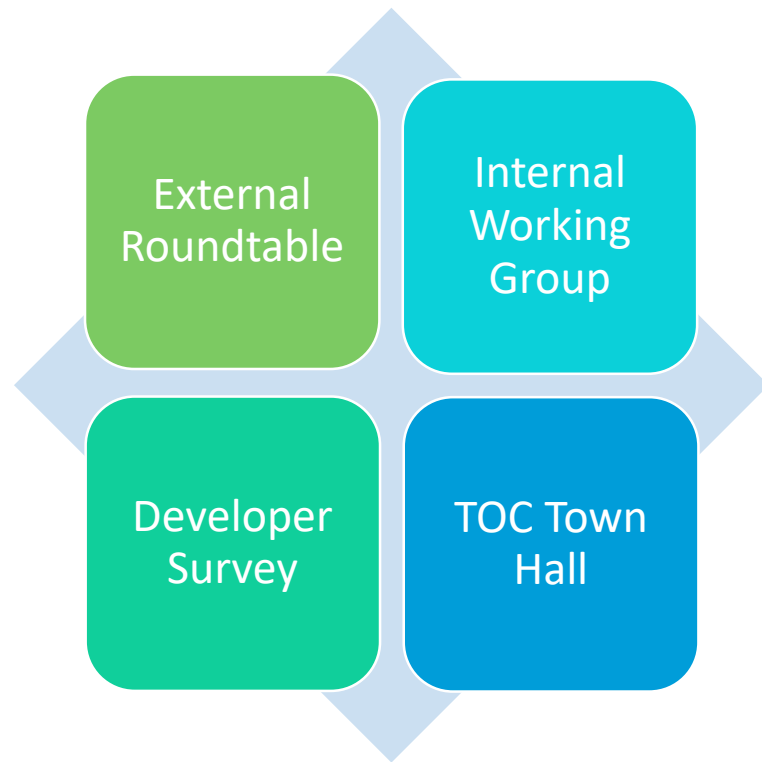 External
Roundtable
Internal
Working
Group
Developer
Survey
TOC Town
Hall